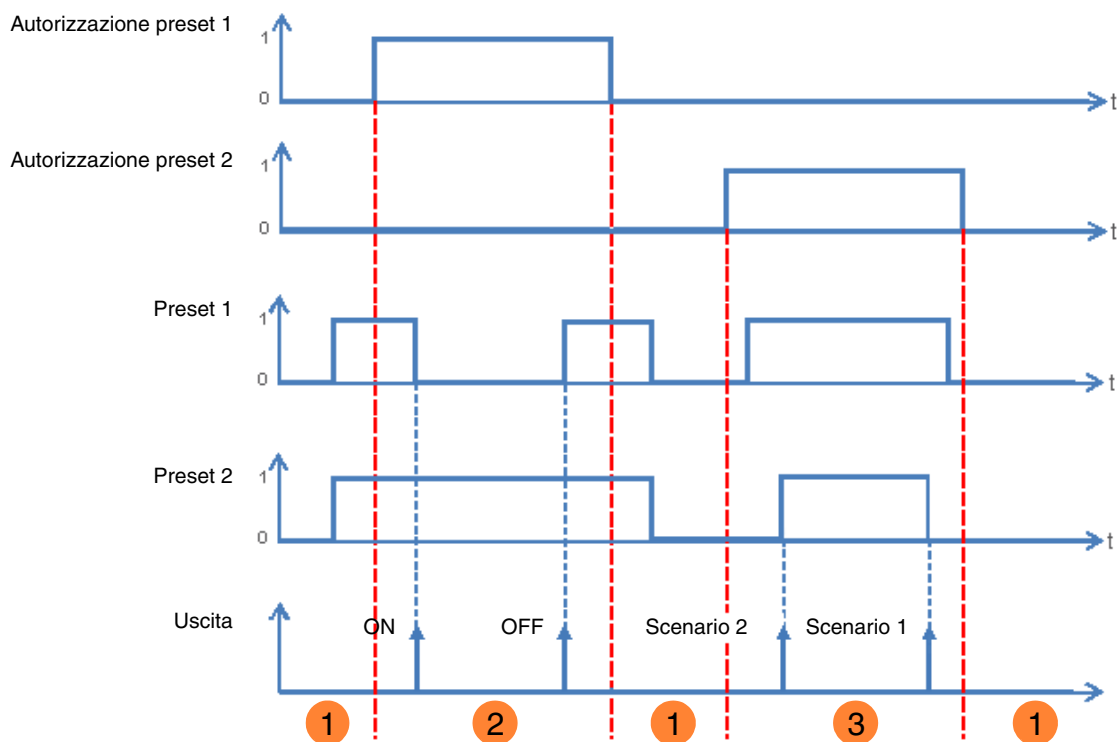 Autorizzazione preset 1
1
0
t
Autorizzazione preset 2
1
0
t
Preset 1
1
0
t
Preset 2
1
0
t
Uscita
ON OFF Scenario 2 Scenario 1
1 2 1 3 1